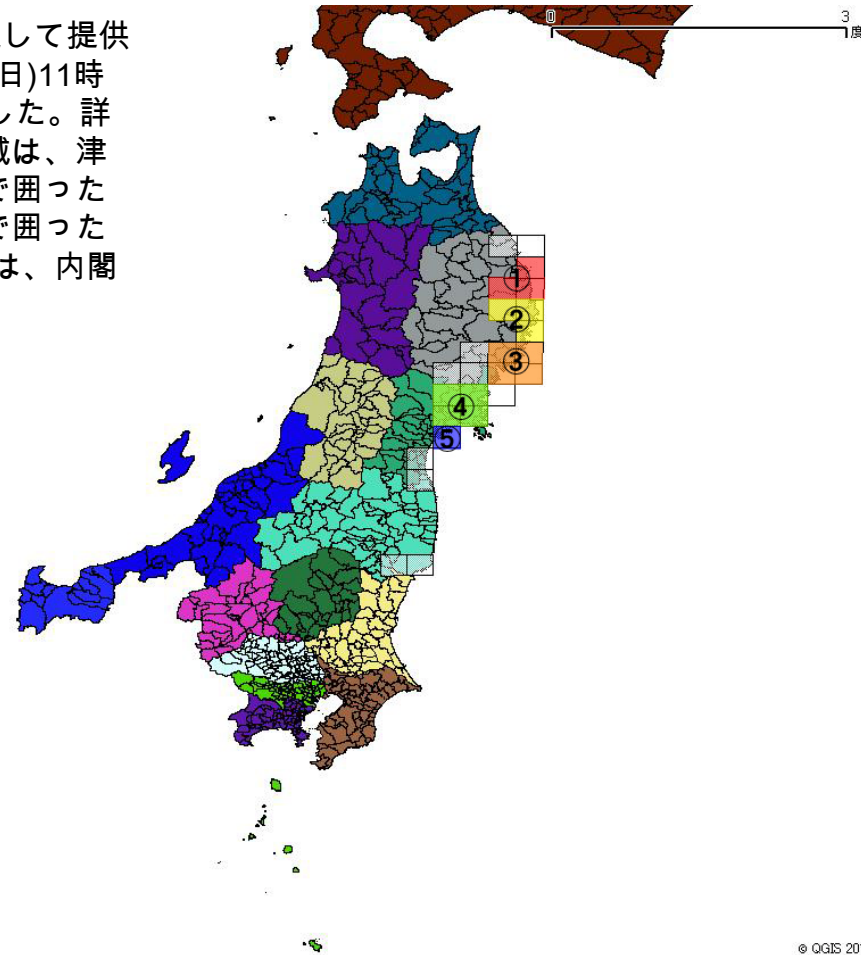 して提供
日)11時
した。詳
域は、津
で囲った
で囲った
は、内閣
0 3
度
①
②
③
④
⑤
© QGIS 20